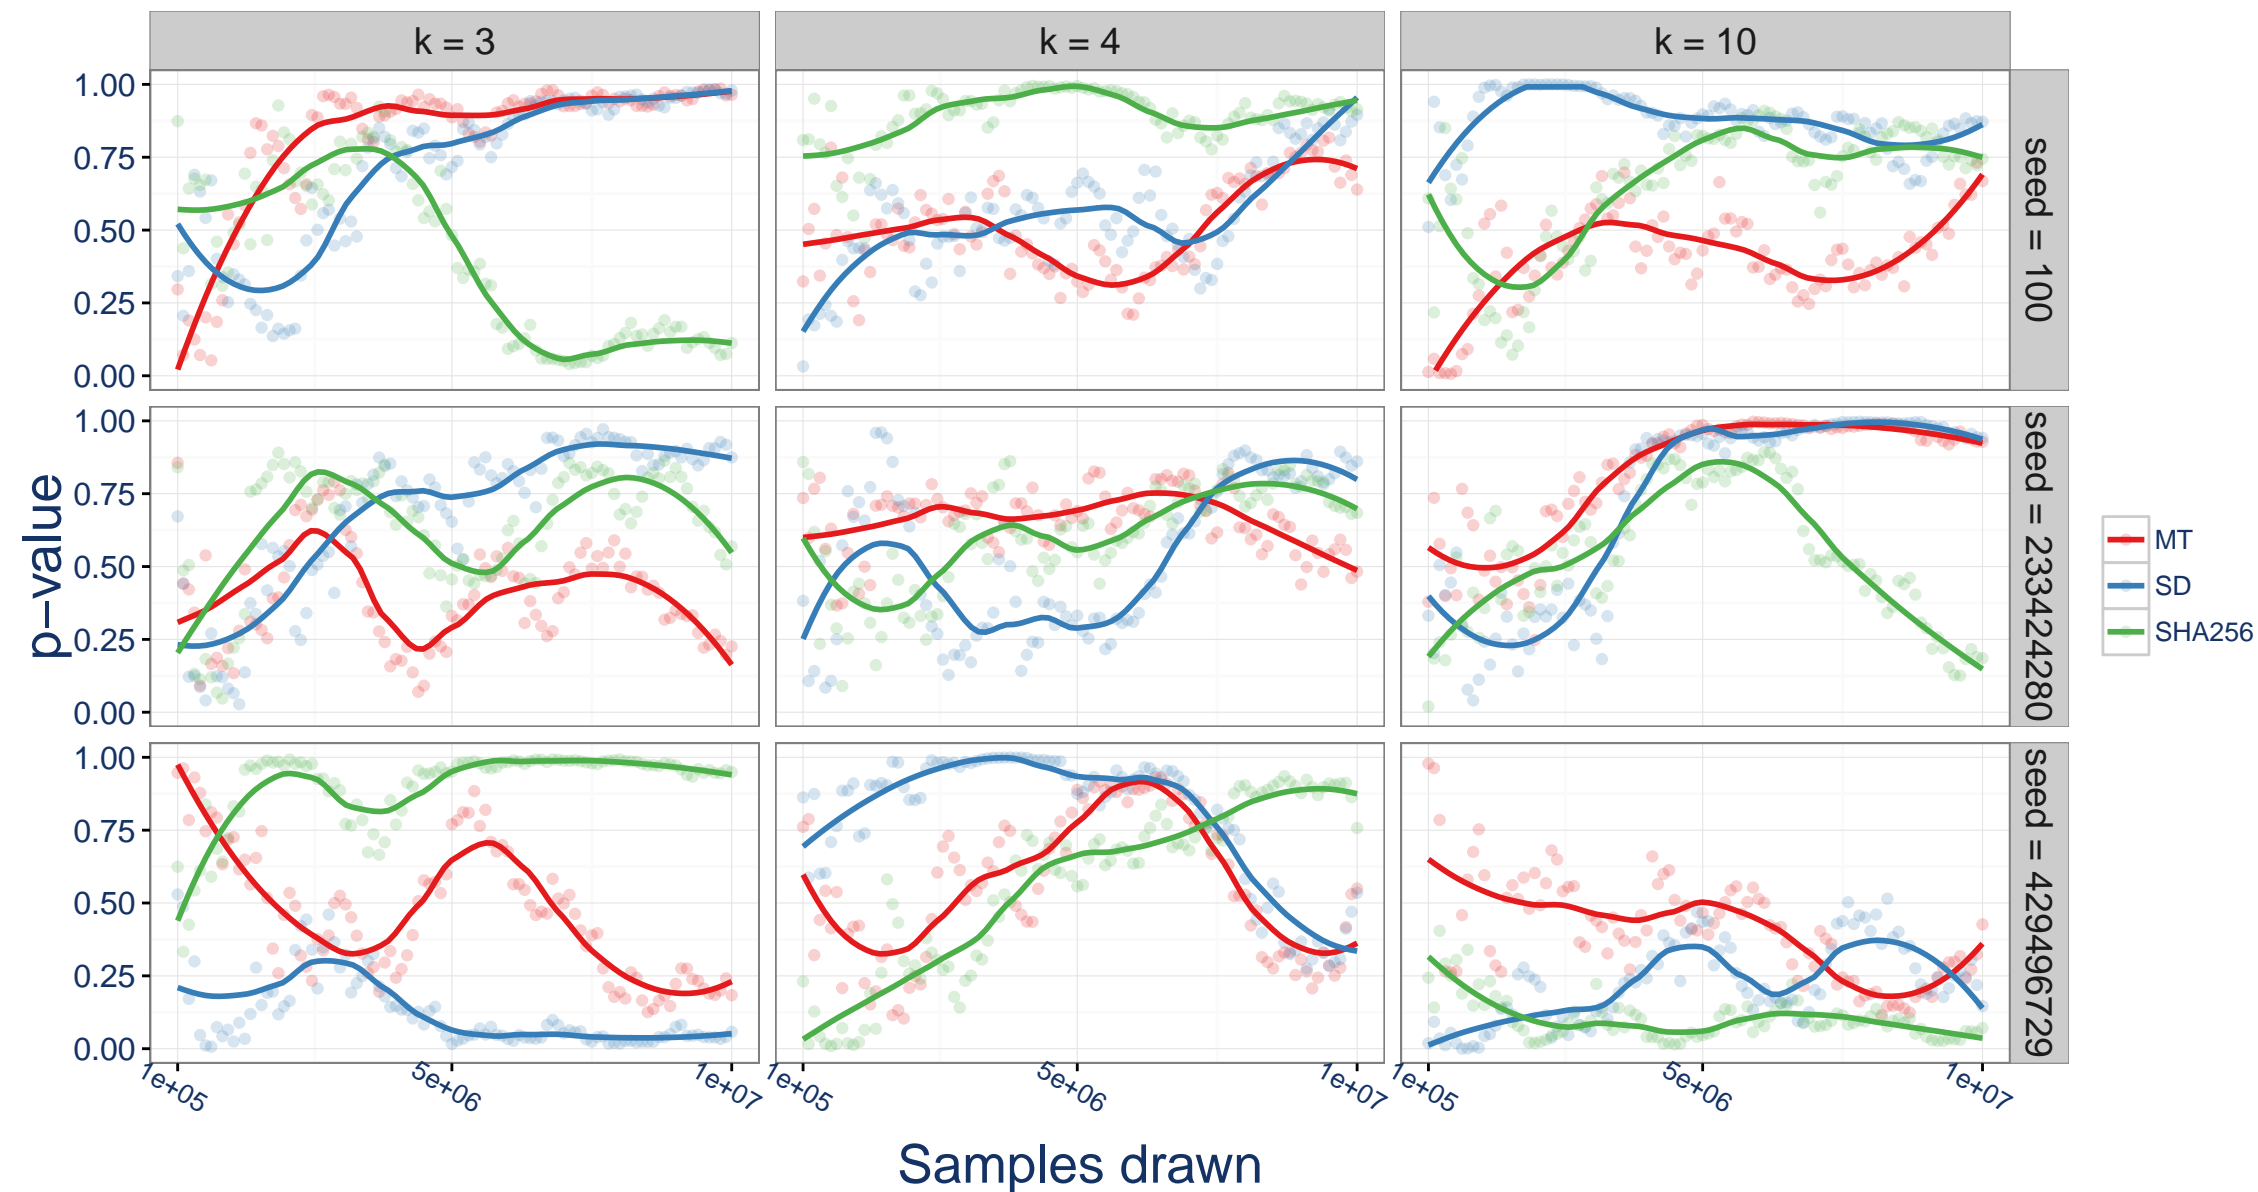 k = 3
k = 4
k = 10
1.00
0.75
0.50
0.25
0.00
seed = 100
1.00
0.75
0.50
0.25
0.00
seed = 2334224280
1.00
0.75
0.50
0.25
0.00
seed = 429496729
p−value
MT
SD
SHA256
1e+05
5e+06
1e+07
1e+05
5e+06
1e+07
1e+05
5e+06
1e+07
Samples drawn